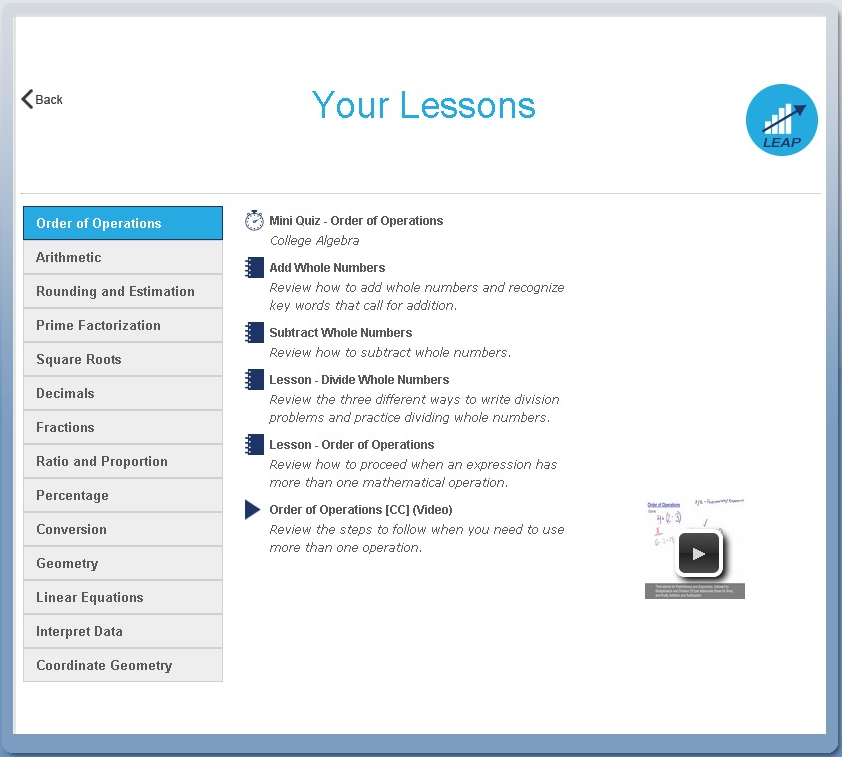 Back
Your Lessons
LEAP
Order of Operations
Arithmetic
Rounding and Estimation
Prime Factorization
Square Roots
Decimals
Fractions
Ratio and Proportion
Percentage
Conversion
Geometry
Linear Equations
Interpret Data
Coordinate Geometry
Mini Quiz - Order of Operations
College Algebra
Add Whole Numbers
Review how to add whole numbers and recognize
key words that call for addition.
Subtract Whole Numbers
Review how to subtract whole numbers.
Lesson - Divide Whole Numbers
Review the three different ways to write division
problems and practice dividing whole numbers.
Lesson - Order of Operations
Review how to proceed when an expression has
more than one mathematical operation.
Order of Operations [CC] (Video)
Review the steps to follow when you need to use
more than one operation.
Order of Operations